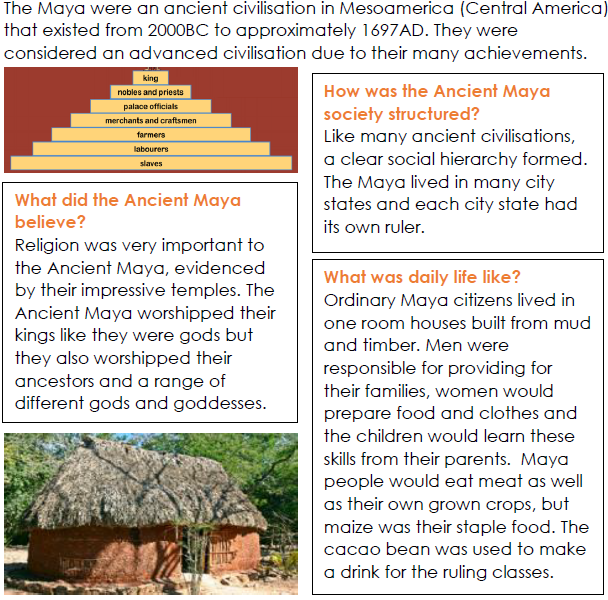 The Maya were an ancient civilisation in Mesoamerica (Central America)
that existed from 2000BC to approximately 1697AD. They were
considered an advanced civilisation due to their many achievements.
king
nobles and priests
palace officials
merchants and craftsmen
farmers
labourers
slaves
How was the Ancient Maya
society structured?
Like many ancient civilisations,
a clear social hierarchy formed.
The Maya lived in many city
states and each city state had
its own ruler.
What did the Ancient Maya
believe?
Religion was very important to
the Ancient Maya, evidenced
by their impressive temples. The
Ancient Maya worshipped their
kings like they were gods but
they also worshipped their
ancestors and a range of
different gods and goddesses.
What was daily life like?
Ordinary Maya citizens lived in
one room houses built from mud
and timber. Men were
responsible for providing for
their families, women would
prepare food and clothes and
the children would learn these
skills from their parents.  Maya
people would eat meat as well
as their own grown crops, but
maize was their staple food. The
cacao bean was used to make
a drink for the ruling classes.